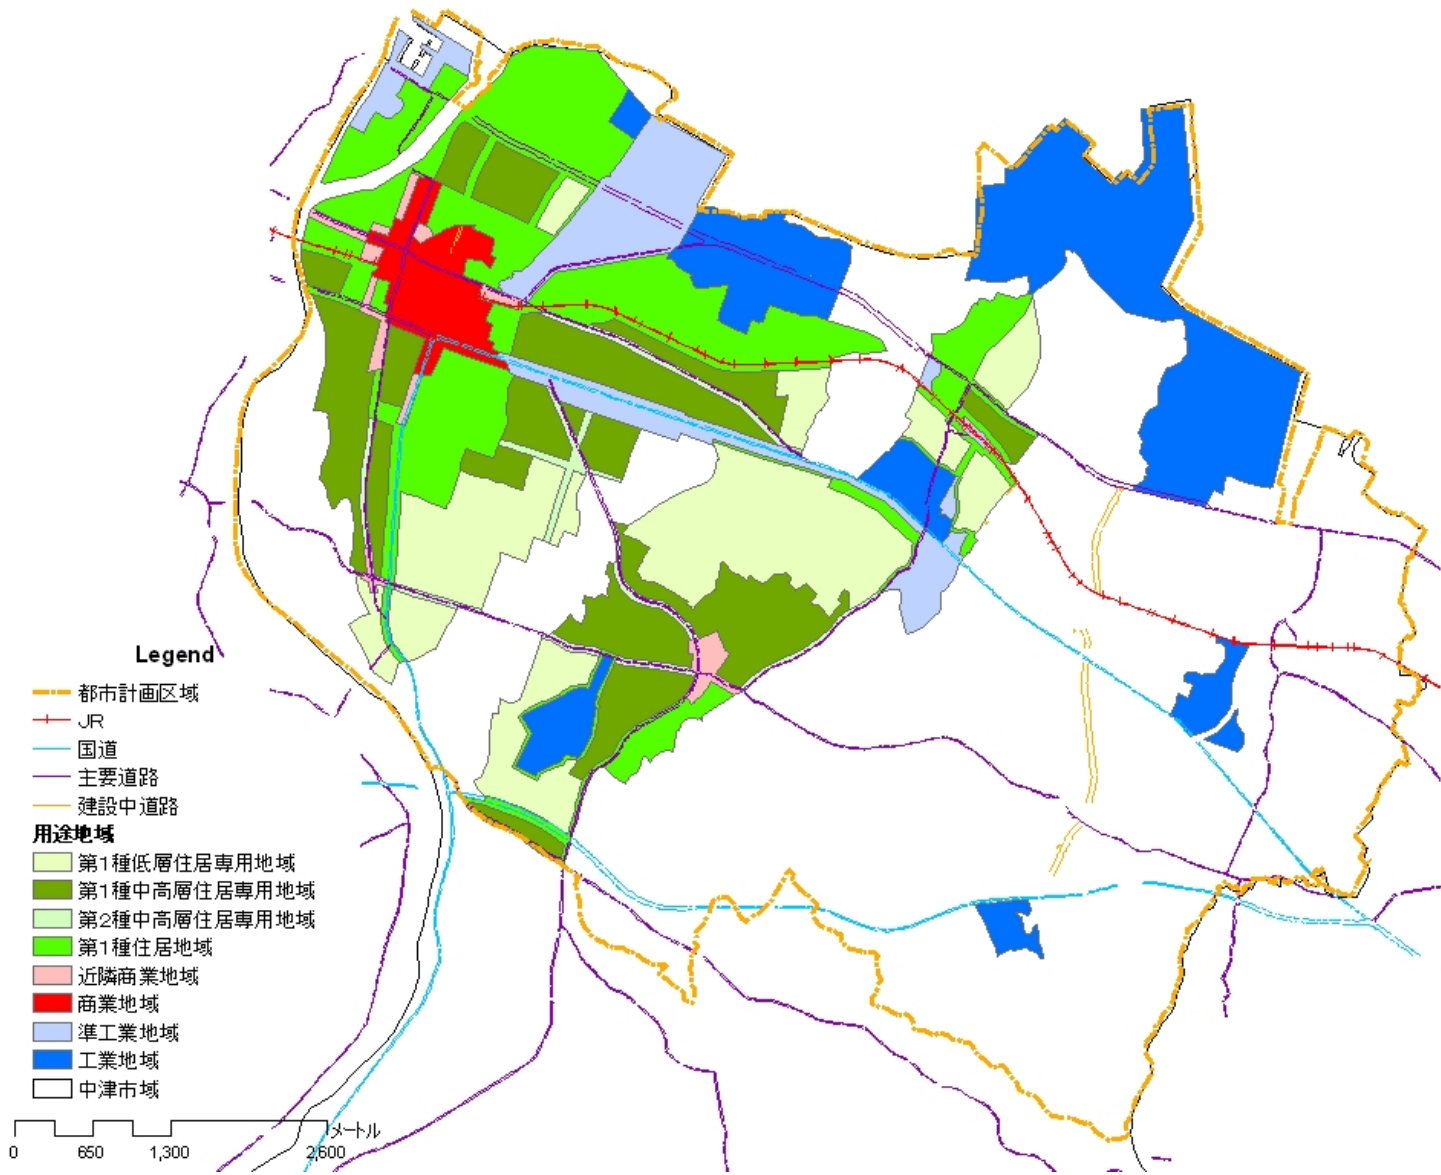 Legend
都市計画区域
JR
国道
主要道路
建設中道路
用途地域
第1種低層住居専用地域
第1種中高層住居専用地域
第2種中高層住居専用地域
第1種住居地域
近隣商業地域
商業地域
準工業地域
工業地域
中津市域
メートル
0 650 1,300 2,600